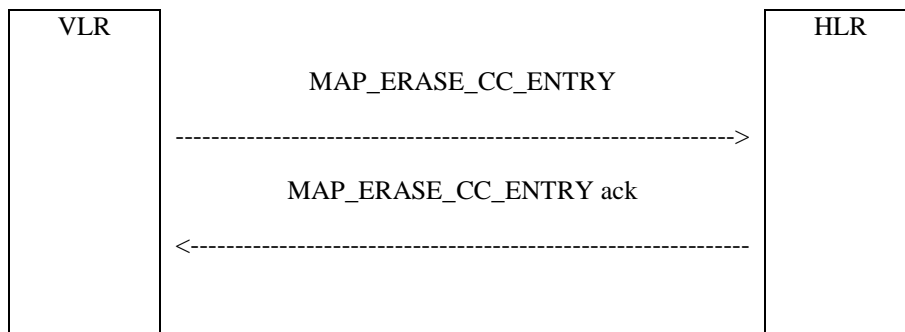 VLR
HLR
MAP_ERASE_CC_ENTRY
MAP_ERASE_CC_ENTRY ack